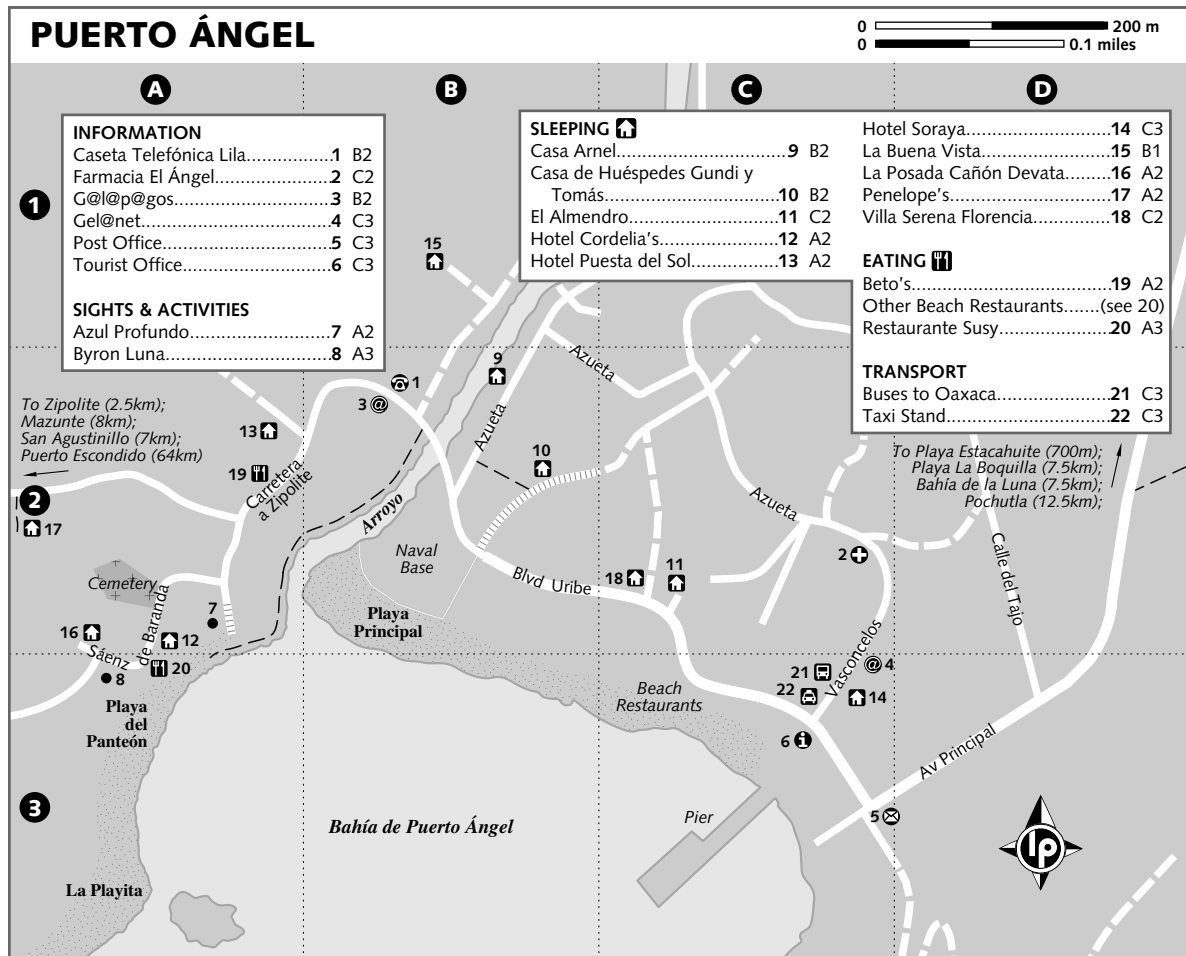 PUERTO ÁNGEL
0 200 m
0 0.1 miles
A
B
C
D
1
2
3
INFORMATION
Caseta Telefónica Lila..............1 B2
Farmacia El Ángel....................2 C2
G@l@p@gos..........................3 B2
Gel@net.................................4 C3
Post Office..............................5 C3
Tourist Office..........................6 C3
SIGHTS & ACTIVITIES
Azul Profundo.........................7 A2
Byron Luna.............................8 A3
SLEEPING
Casa Arnel..............................9 B2
Casa de Huéspedes Gundi y
Tomás..............................10 B2
El Almendro..........................11 C2
Hotel Cordelia's....................12 A2
Hotel Puesta del Sol..............13 A2
Hotel Soraya.........................14 C3
La Buena Vista......................15 B1
La Posada Cañón Devata.......16 A2
Penelope's............................17 A2
Villa Serena Florencia............18 C2
EATING
Beto's...................................19 A2
Other Beach Restaurants.......(see 20)
Restaurante Susy..................20 A3
TRANSPORT
Buses to Oaxaca...................21 C3
Taxi Stand............................22 C3
15
9
Azueta
1
3 @
To Zipolite (2.5km);
Mazunte (8km);
San Agustinillo (7km);
Puerto Escondido (64km)
13
Azueta
10
19
Carretera
a Zipolite
To Playa Estacahuite (700m);
Playa La Boquilla (7.5km);
Bahía de la Luna (7.5km);
Pochutla (12.5km);
17
Arroyo
Azueta
2
Naval
Base
Calle del Tajo
Cemetery
Blvd Uribe
18
11
7
Playa
Principal
16
12
Sáenz de Baranda
20
8
Vasconcelos
@ 4
21
22
14
Beach
Restaurants
Playa
del
Panteón
6
Av Principal
Pier
5
Bahía de Puerto Ángel
La Playita
lp